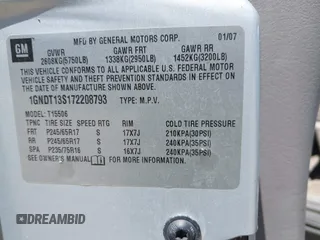 GM
MFD BY GENERAL MOTORS CORP. 01/07
GVWR GAWR FRT GAWR RR
2608KG(5750LB) 1338KG(2950LB) 1452KG(3200LB)
THIS VEHICLE CONFORMS TO ALL APPLICABLE U.S. FEDERAL MOTOR
VEHICLE SAFETY AND THEFT PREVENTION STANDARDS IN EFFECT ON
THE DATE OF MANUFACTURE SHOWN ABOVE.
1GNDT13S172208793 TYPE: M.P.V.
MODEL: T15506
TPNC TIRE SIZE SPEED RTG RIM COLD TIRE PRESSURE
FRT P245/65R17 S 17X7J 210KPA(30PSI)
RR P245/65R17 S 17X7J 240KPA(35PSI)
SPA P235/75R16 S 16X7J 240KPA(35PSI)
SEE OWNER'S MANUAL
DREAMBID